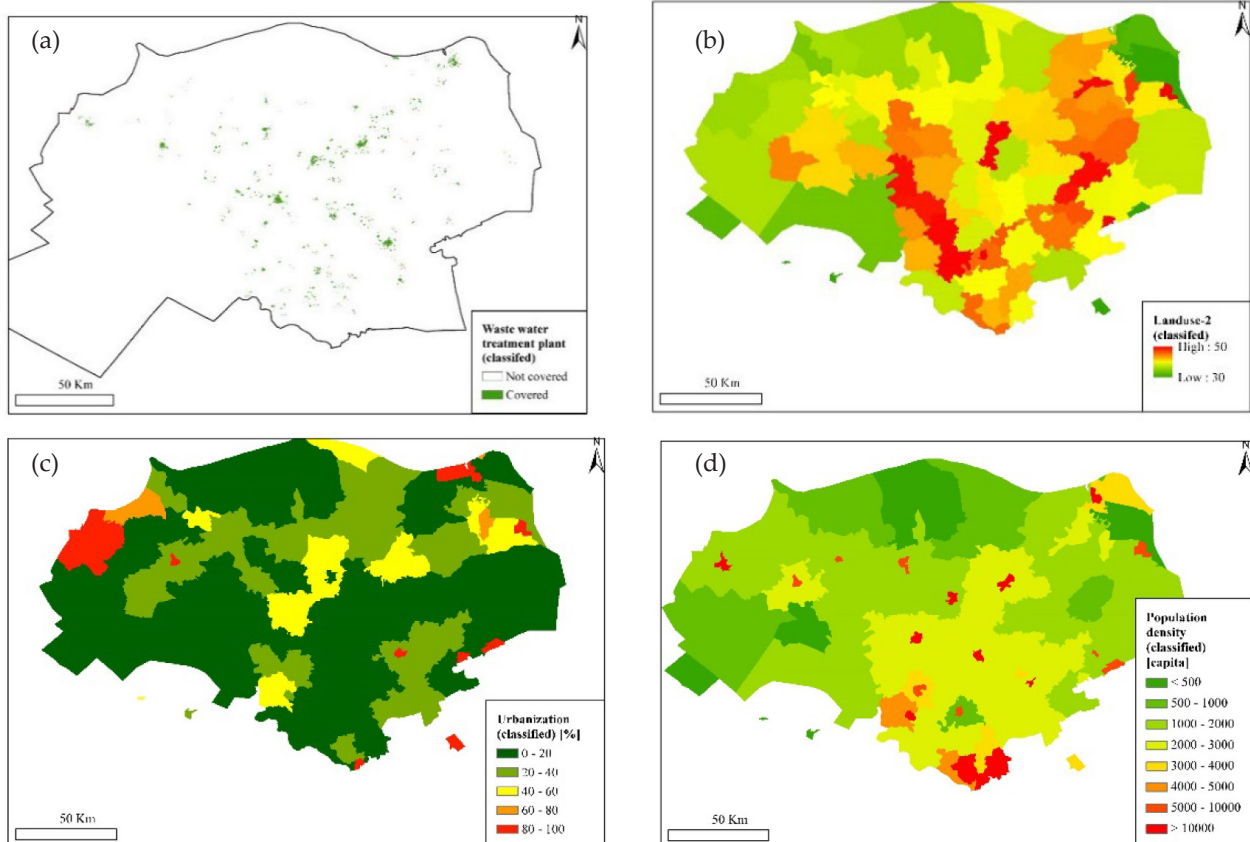 (a)
N
Waste water
treatment plant
(classifed)
Not covered
Covered
50 Km
(b)
N
Landuse-2
(classifed)
High : 50
Low : 30
50 Km
(c)
N
Urbanization
(classified) [%]
0 - 20
20 - 40
40 - 60
60 - 80
80 - 100
50 Km
(d)
N
Population
density
(classified)
[capita]
< 500
500 - 1000
1000 - 2000
2000 - 3000
3000 - 4000
4000 - 5000
5000 - 10000
> 10000
50 Km